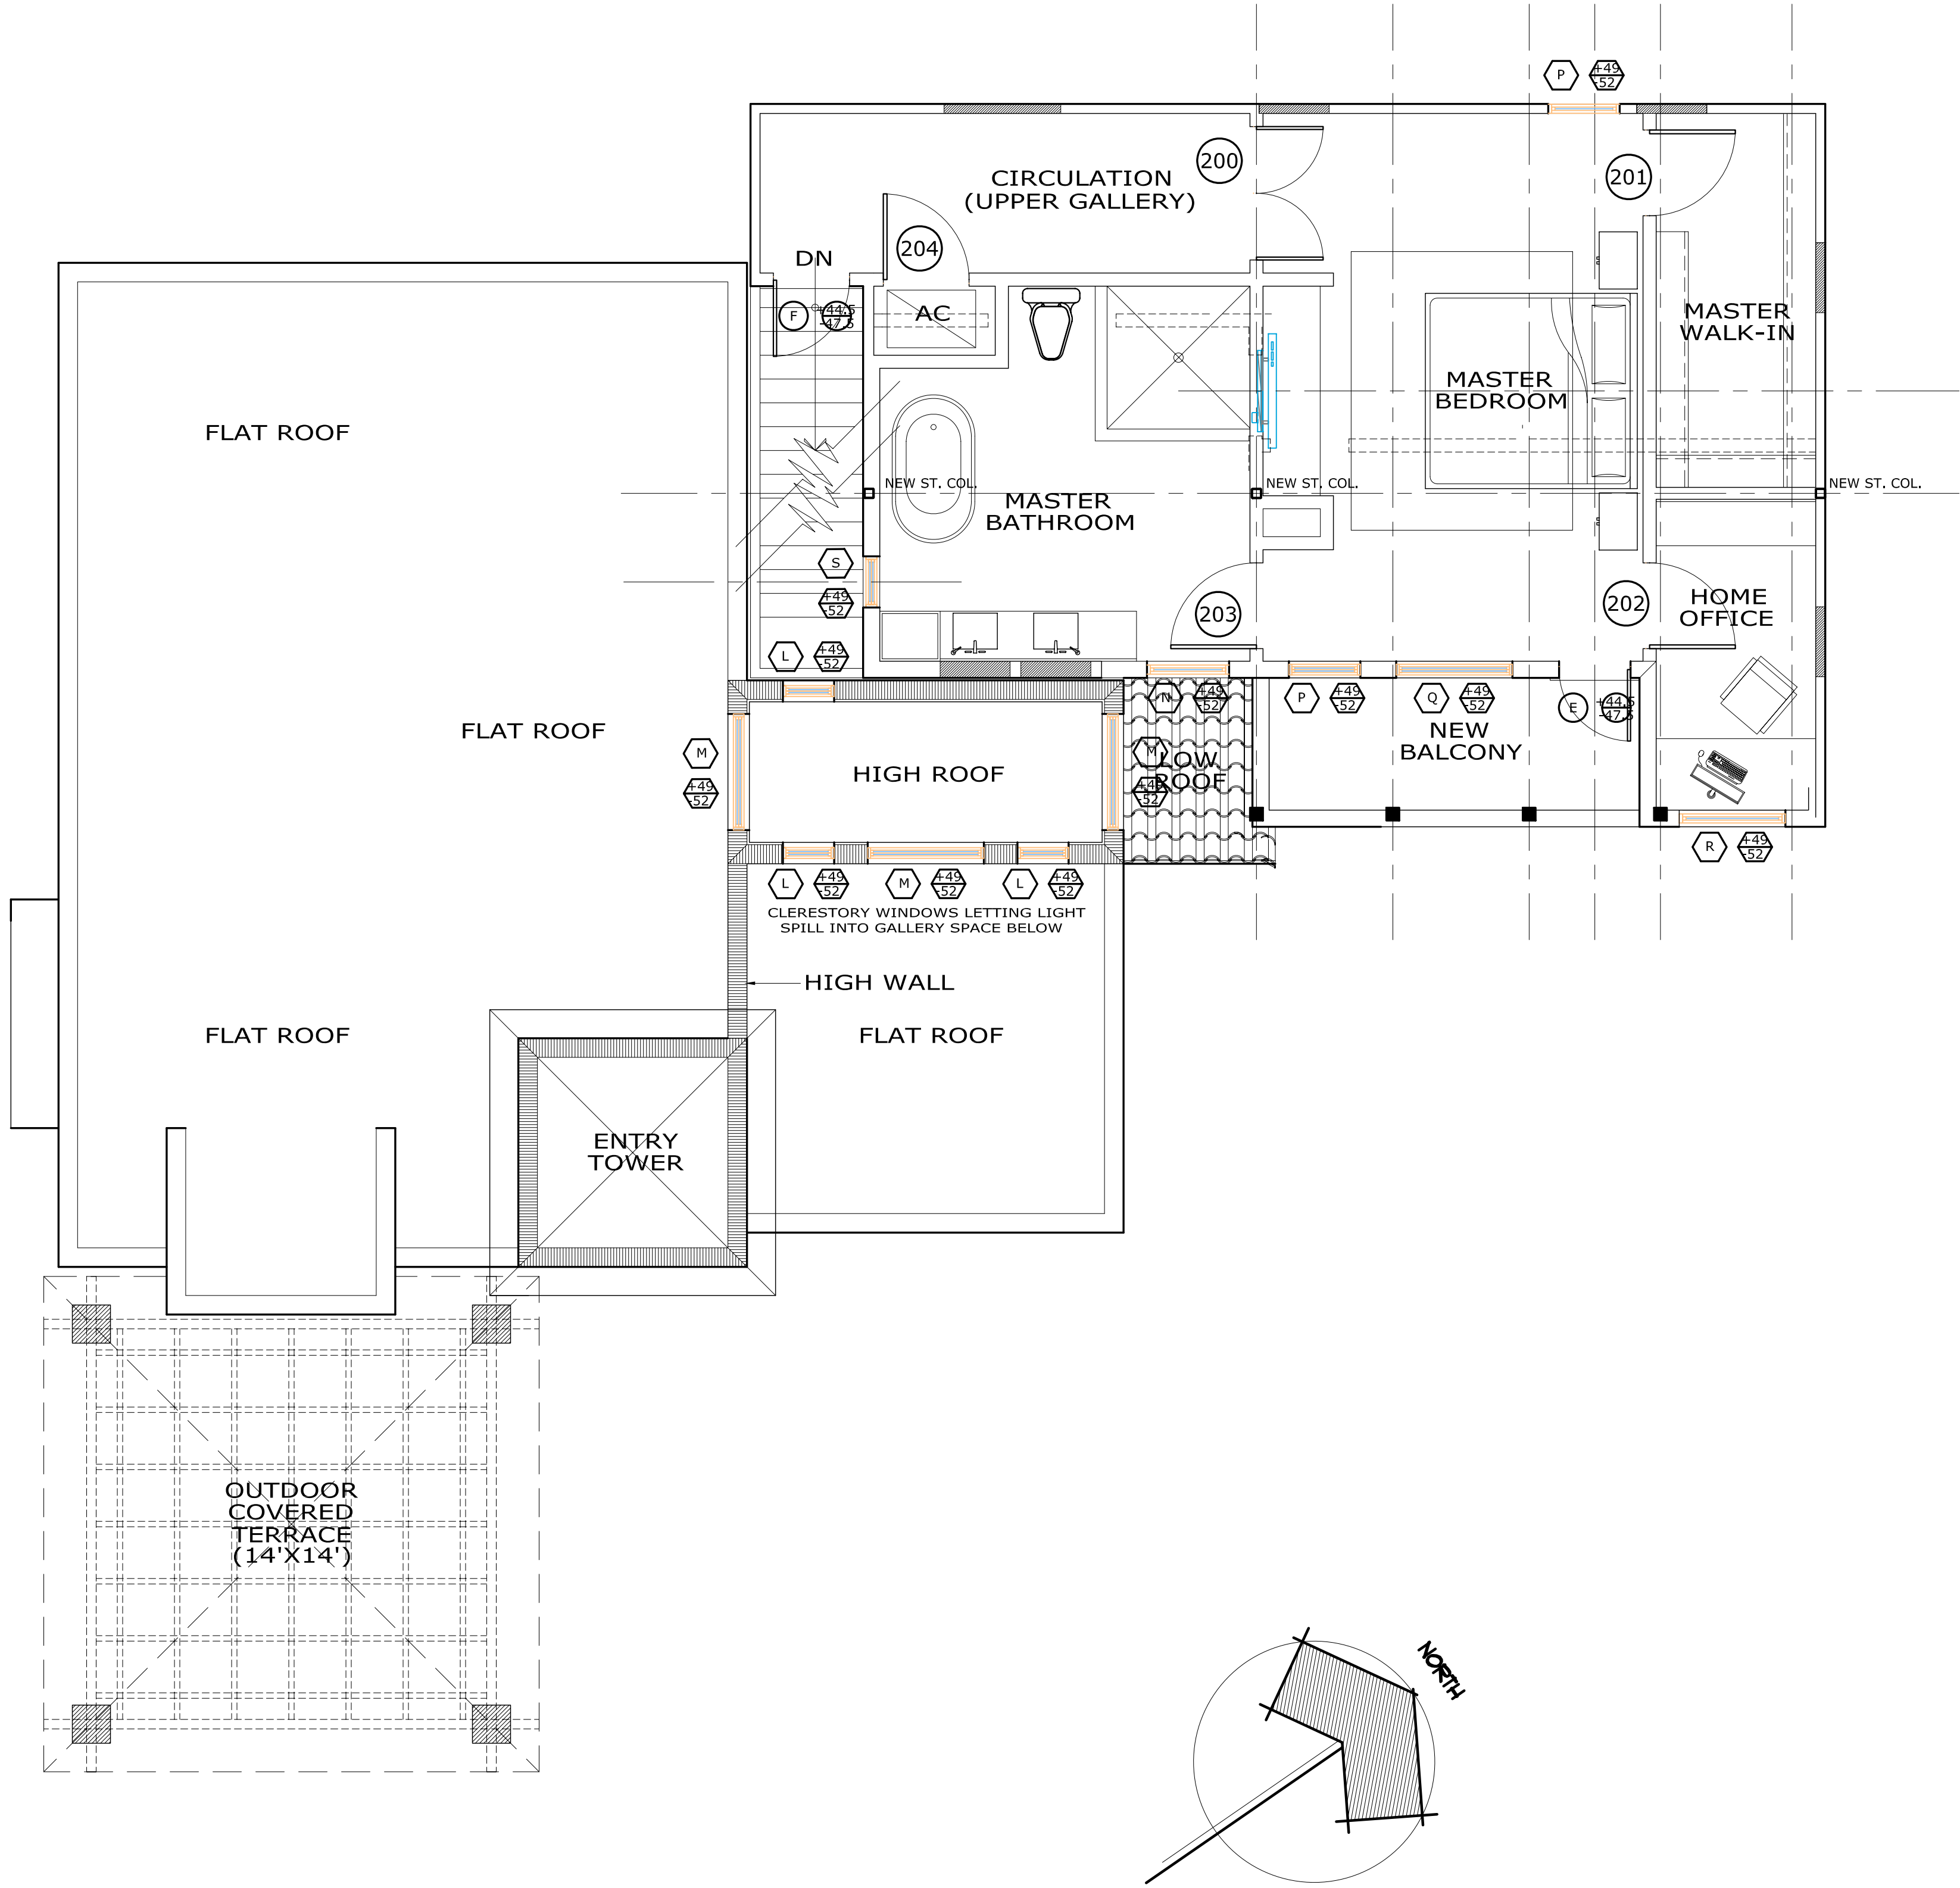 P
+49
-52
200
201
CIRCULATION
(UPPER GALLERY)
204
DN
F
+44.5
-47.5
AC
MASTER
WALK-IN
MASTER
BEDROOM
FLAT ROOF
NEW ST. COL.
NEW ST. COL.
NEW ST. COL.
MASTER
BATHROOM
S
+49
-52
203
202
HOME
OFFICE
L
+49
-52
N
+49
-52
P
+49
-52
Q
+49
-52
E
+44.5
-47.5
FLAT ROOF
NEW
BALCONY
M
+49
-52
HIGH ROOF
M
+49
-52
LOW
ROOF
R
+49
-52
L
+49
-52
M
+49
-52
L
+49
-52
CLERESTORY WINDOWS LETTING LIGHT
SPILL INTO GALLERY SPACE BELOW
HIGH WALL
FLAT ROOF
FLAT ROOF
ENTRY
TOWER
OUTDOOR
COVERED
TERRACE
(14'X14')
NORTH